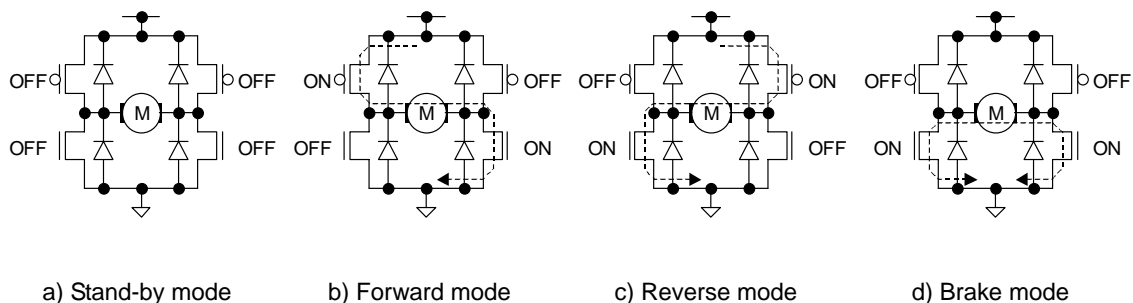 OFF
OFF
M
OFF
OFF
ON
OFF
M
OFF
ON
OFF
ON
M
ON
OFF
OFF
OFF
M
ON
ON
a) Stand-by mode
b) Forward mode
c) Reverse mode
d) Brake mode